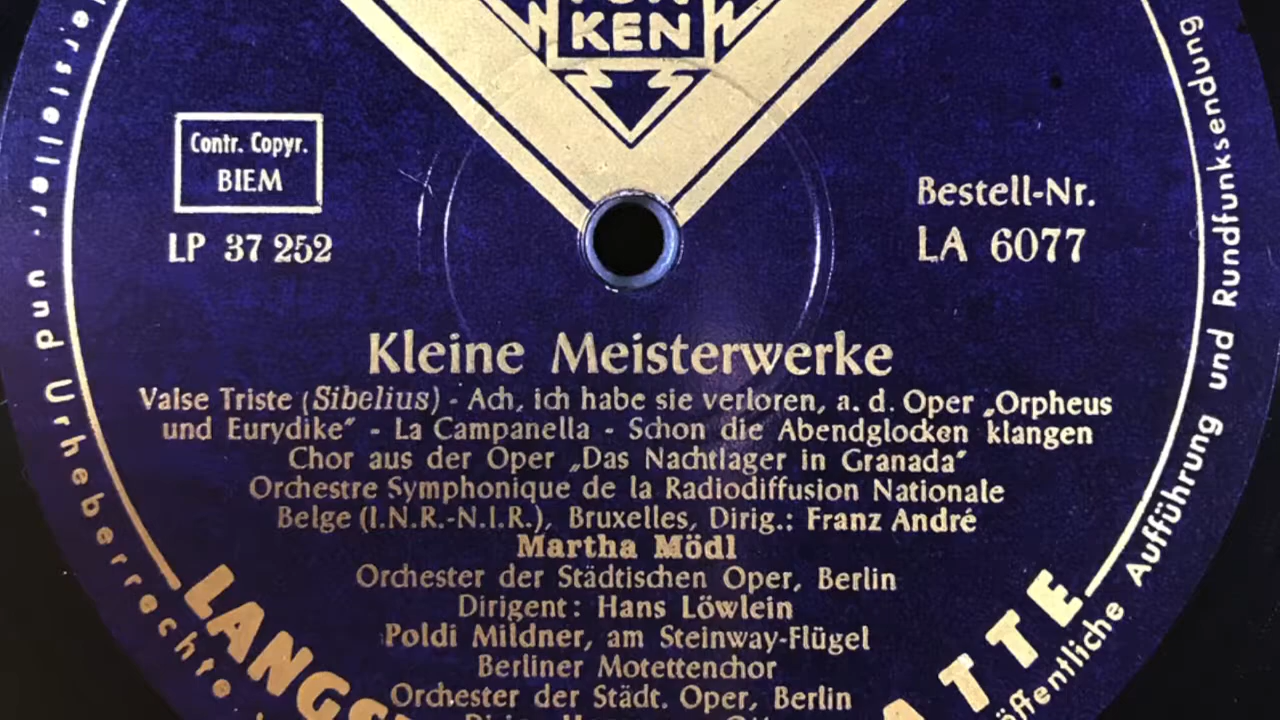 KEN
Contr. Copyr.
BIEM
LP 37 252
Bestell-Nr.
LA 6077
Kleine Meisterwerke
Valse Triste (Sibelius) - Ach, ich habe sie verloren, a. d. Oper „Orpheus
und Eurydike" - La Campanella - Schon die Abendglocken klangen
Chor aus der Oper „Das Nachtlager in Granada"
Orchestre Symphonique de la Radiodiffusion Nationale
Belge (I.N.R.-N.I.R.), Bruxelles, Dirig.: Franz André
Martha Mödl
Orchester der Städtischen Oper, Berlin
Dirigent: Hans Löwlein
Poldi Mildner, am Steinway-Flügel
Berliner Motettenchor
Orchester der Städt. Oper, Berlin
und Urheberrechte
öffentliche Aufführung und Rundfunksendung